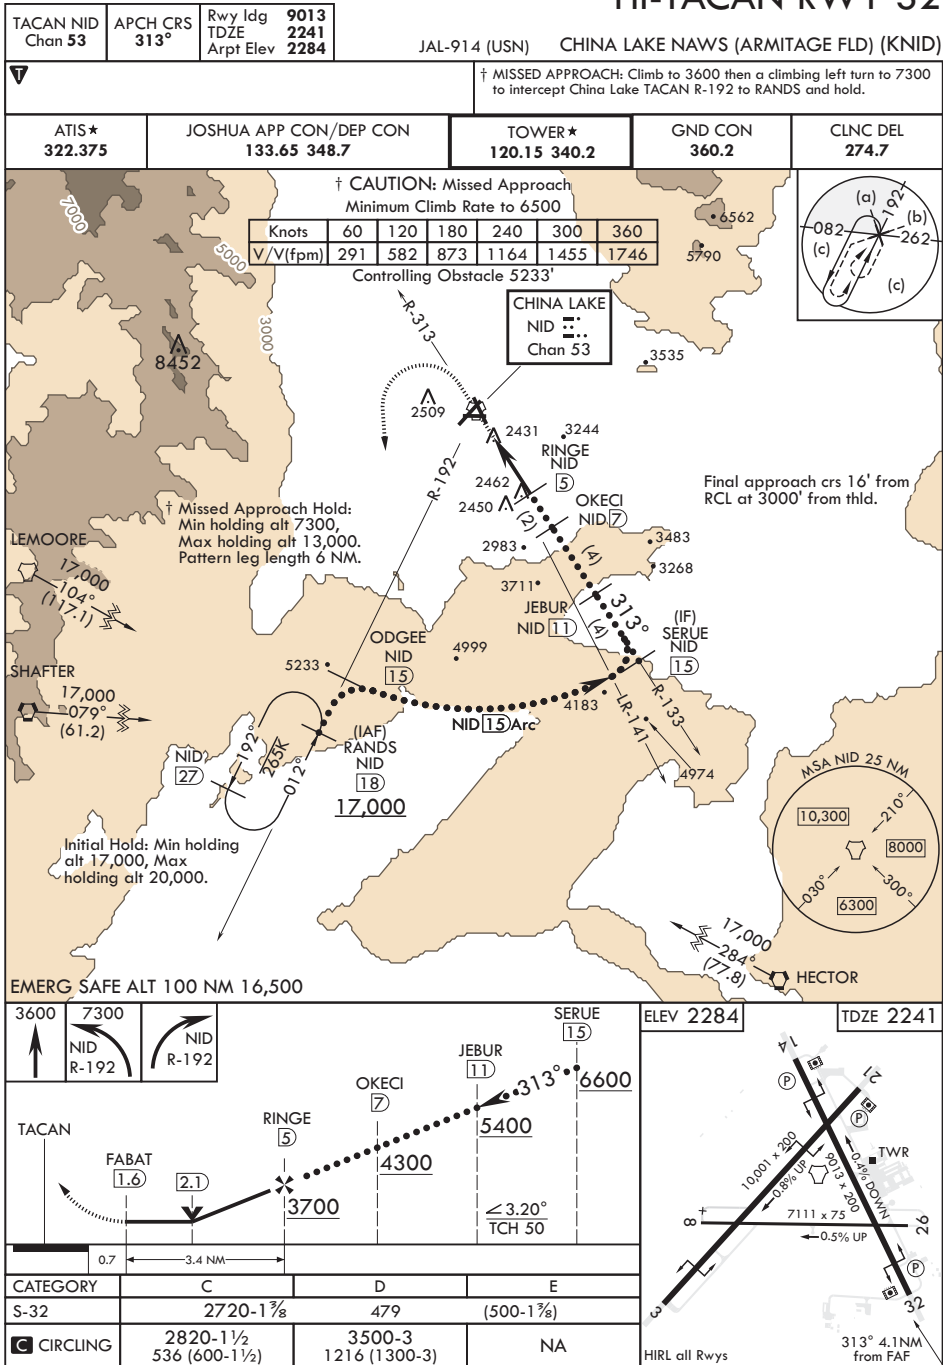 HI-TACAN RWY 32
TACAN NID
Chan 53
APCH CRS
313°
Rwy ldg 9013
TDZE 2241
Arpt Elev 2284
JAL-914 (USN)
CHINA LAKE NAWS (ARMITAGE FLD) (KNID)
T
† MISSED APPROACH: Climb to 3600 then a climbing left turn to 7300
to intercept China Lake TACAN R-192 to RANDS and hold.
ATIS★
322.375
JOSHUA APP CON/DEP CON
133.65 348.7
TOWER★
120.15 340.2
GND CON
360.2
CLNC DEL
274.7
† CAUTION: Missed Approach
Minimum Climb Rate to 6500
Knots 60 120 180 240 300 360
V/V(fpm) 291 582 873 1164 1455 1746
Controlling Obstacle 5233'
7000
5000
3000
6562
5790
(a)
192
(b)
082
262
(c)
(c)
R-313
CHINA LAKE
NID
Chan 53
8452
3535
2509
2431
3244
RINGE
NID
5
R-192
2462
2450
(2)
OKECI
NID 7
Final approach crs 16' from
RCL at 3000' from thld.
† Missed Approach Hold:
Min holding alt 7300,
Max holding alt 13,000.
Pattern leg length 6 NM.
2983
(4)
3483
3268
LEMOORE
17,000
104°
(117.1)
3711
JEBUR
NID 11
313°
(4)
(IF)
SERUE
NID
15
ODGEE
NID
15
4999
5233
SHAFTER
17,000
079°
(61.2)
4183
NID 15 Arc
LR-141
R-133
4974
NID
27
192°
265K
012°
(IAF)
RANDS
NID
18
17,000
MSA NID 25 NM
10,300
210°
8000
030°
300°
6300
Initial Hold: Min holding
alt 17,000, Max
holding alt 20,000.
17,000
284°
(77.8)
HECTOR
EMERG SAFE ALT 100 NM 16,500
3600
7300
NID
R-192
NID
R-192
SERUE
15
JEBUR
11
313°
6600
OKECI
7
5400
RINGE
5
4300
TACAN
FABAT
1.6
2.1
3700
∠ 3.20°
TCH 50
0.7
3.4 NM
ELEV 2284
TDZE 2241
14
P
21
P
TWR
10,001 x 200
0.8% UP
9013 x 200
0.4% DOWN
8
7111 x 75
0.5% UP
26
P
3
32
HIRL all Rwys
313° 4.1NM
from FAF
CATEGORY C D E
S-32 2720-1⅜ 479 (500-1⅜)
C CIRCLING 2820-1½ 3500-3 NA
536 (600-1½) 1216 (1300-3)